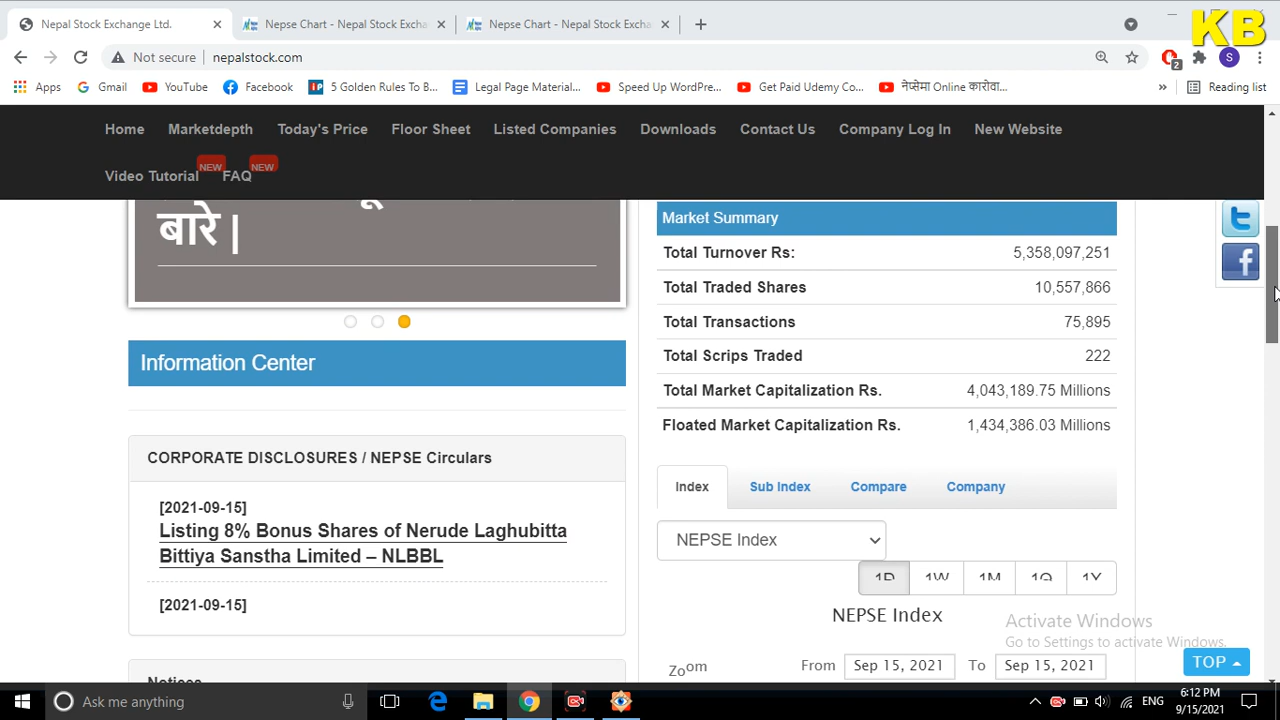 Nepal Stock Exchange Ltd.
Nepse Chart - Nepal Stock Excha
Nepse Chart - Nepal Stock Excha
KB
Not secure
nepalstock.com
2
S
Apps
Gmail
YouTube
Facebook
5 Golden Rules To B...
Legal Page Material...
Speed Up WordPre...
Get Paid Udemy Co...
नेप्सेमा Online कारोवा...
Reading list
Home
Marketdepth
Today's Price
Floor Sheet
Listed Companies
Downloads
Contact Us
Company Log In
New Website
Video Tutorial
NEW
FAQ
NEW
बारे |
Market Summary
Total Turnover Rs: 5,358,097,251
Total Traded Shares 10,557,866
Total Transactions 75,895
Total Scrips Traded 222
Total Market Capitalization Rs. 4,043,189.75 Millions
Floated Market Capitalization Rs. 1,434,386.03 Millions
Information Center
CORPORATE DISCLOSURES / NEPSE Circulars
[2021-09-15]
Listing 8% Bonus Shares of Nerude Laghubitta
Bittiya Sanstha Limited – NLBBL
[2021-09-15]
Notices
Index
Sub Index
Compare
Company
NEPSE Index
1D
1W
1M
1Q
1Y
NEPSE Index
Zoom
From
Sep 15, 2021
To
Sep 15, 2021
Activate Windows
Go to Settings to activate Windows.
TOP
Ask me anything
ENG
6:12 PM
9/15/2021